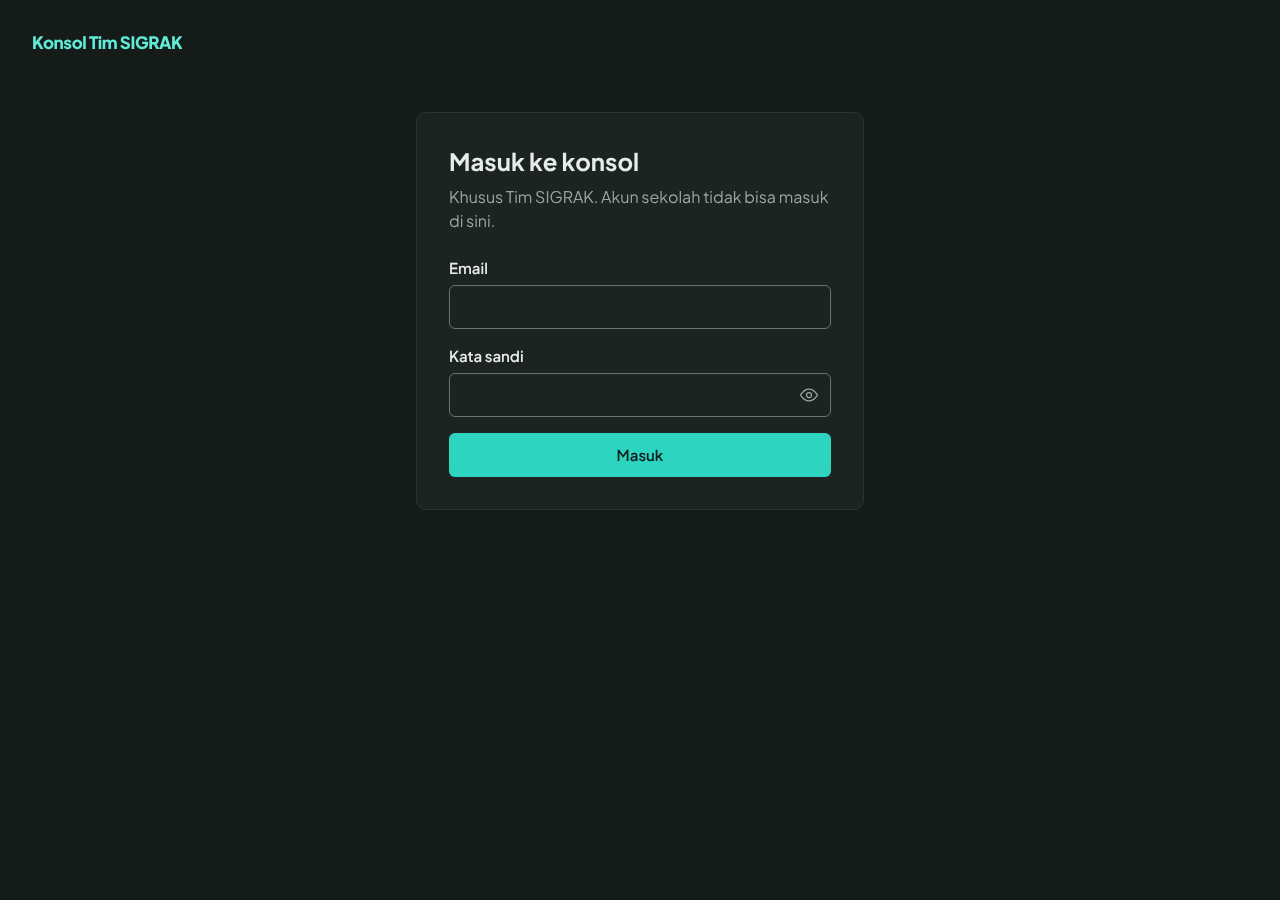 Konsol Tim SIGRAK
Masuk ke konsol
Khusus Tim SIGRAK. Akun sekolah tidak bisa masuk
di sini.
Email
Kata sandi
Masuk